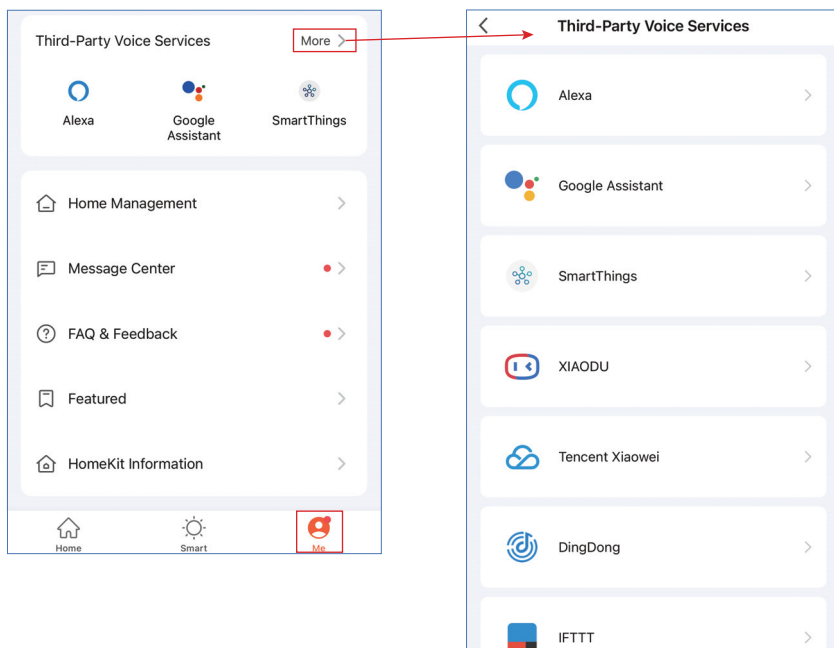 Third-Party Voice Services
More
Alexa
Google
Assistant
SmartThings
Home Management
Message Center
FAQ & Feedback
Featured
HomeKit Information
Home
Smart
Me
Third-Party Voice Services
Alexa
Google Assistant
SmartThings
XIAODU
Tencent Xiaowei
DingDong
IFTTT